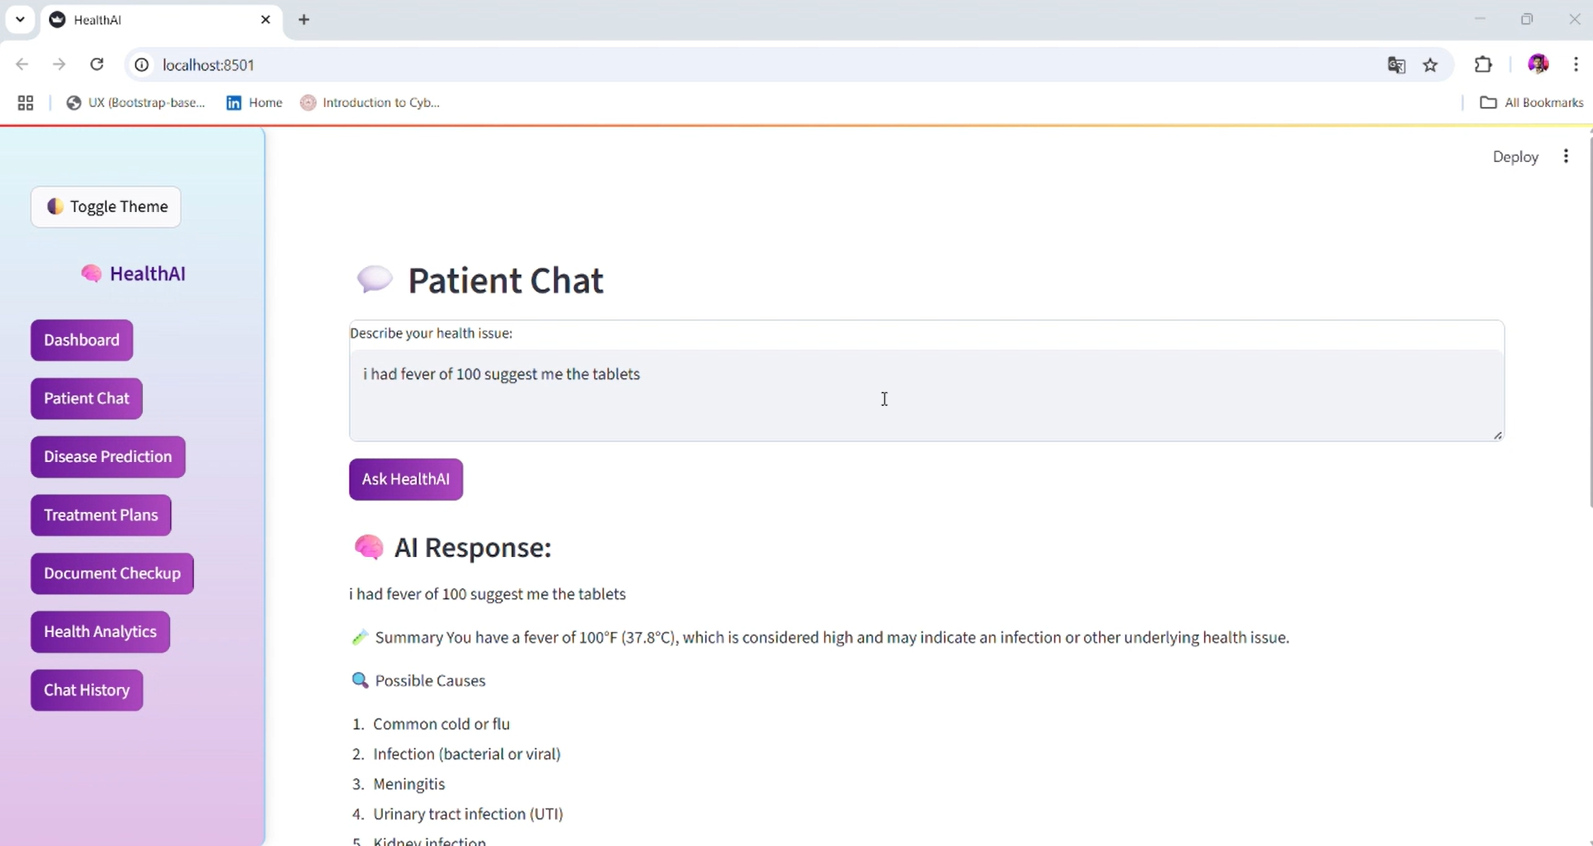 HealthAI
localhost:8501
UX (Bootstrap-base...
Home
Introduction to Cyb...
All Bookmarks
Deploy
Toggle Theme
HealthAI
Dashboard
Patient Chat
Disease Prediction
Treatment Plans
Document Checkup
Health Analytics
Chat History
Patient Chat
Describe your health issue:
i had fever of 100 suggest me the tablets
Ask HealthAI
AI Response:
i had fever of 100 suggest me the tablets
Summary You have a fever of 100°F (37.8°C), which is considered high and may indicate an infection or other underlying health issue.
Possible Causes
1. Common cold or flu
2. Infection (bacterial or viral)
3. Meningitis
4. Urinary tract infection (UTI)
5. Kidney infection